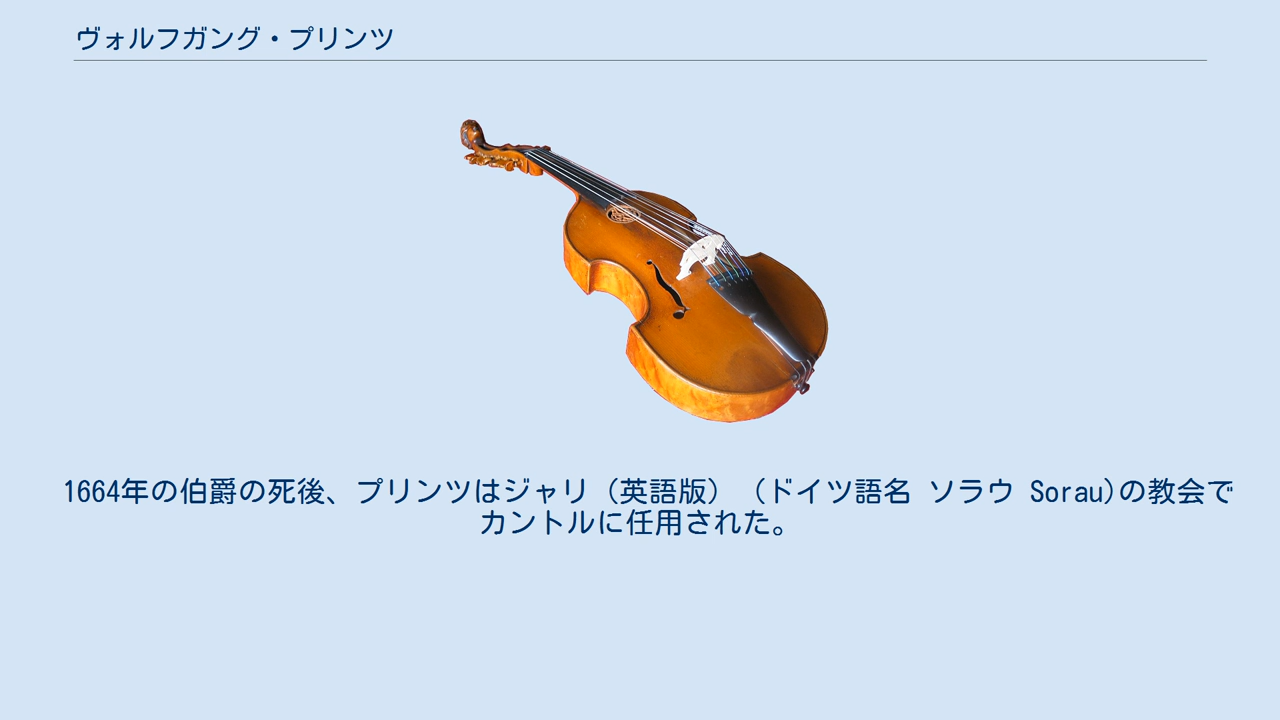 ヴォルフガング・プリンツ
1664年の伯爵の死後、プリンツはジャリ（英語版）（ドイツ語名 ソラウ Sorau)の教会で
カントルに任用された。